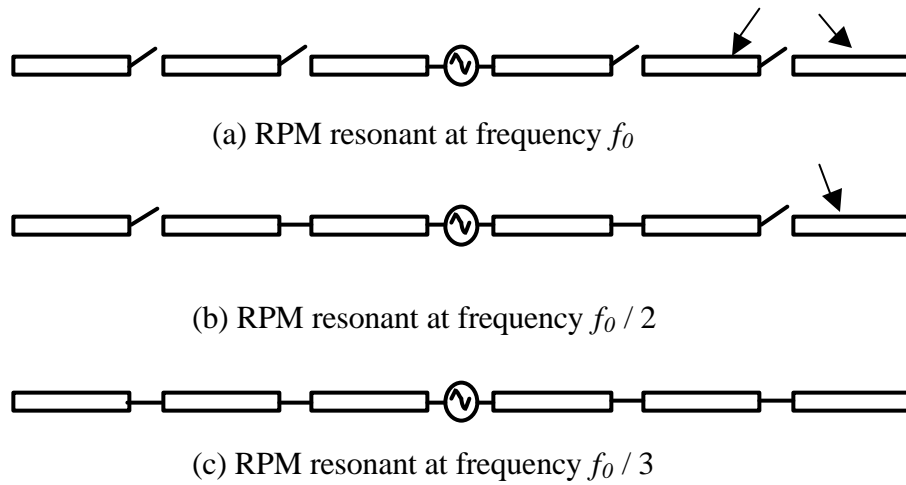 (a) RPM resonant at frequency f₀
(b) RPM resonant at frequency f₀ / 2
(c) RPM resonant at frequency f₀ / 3